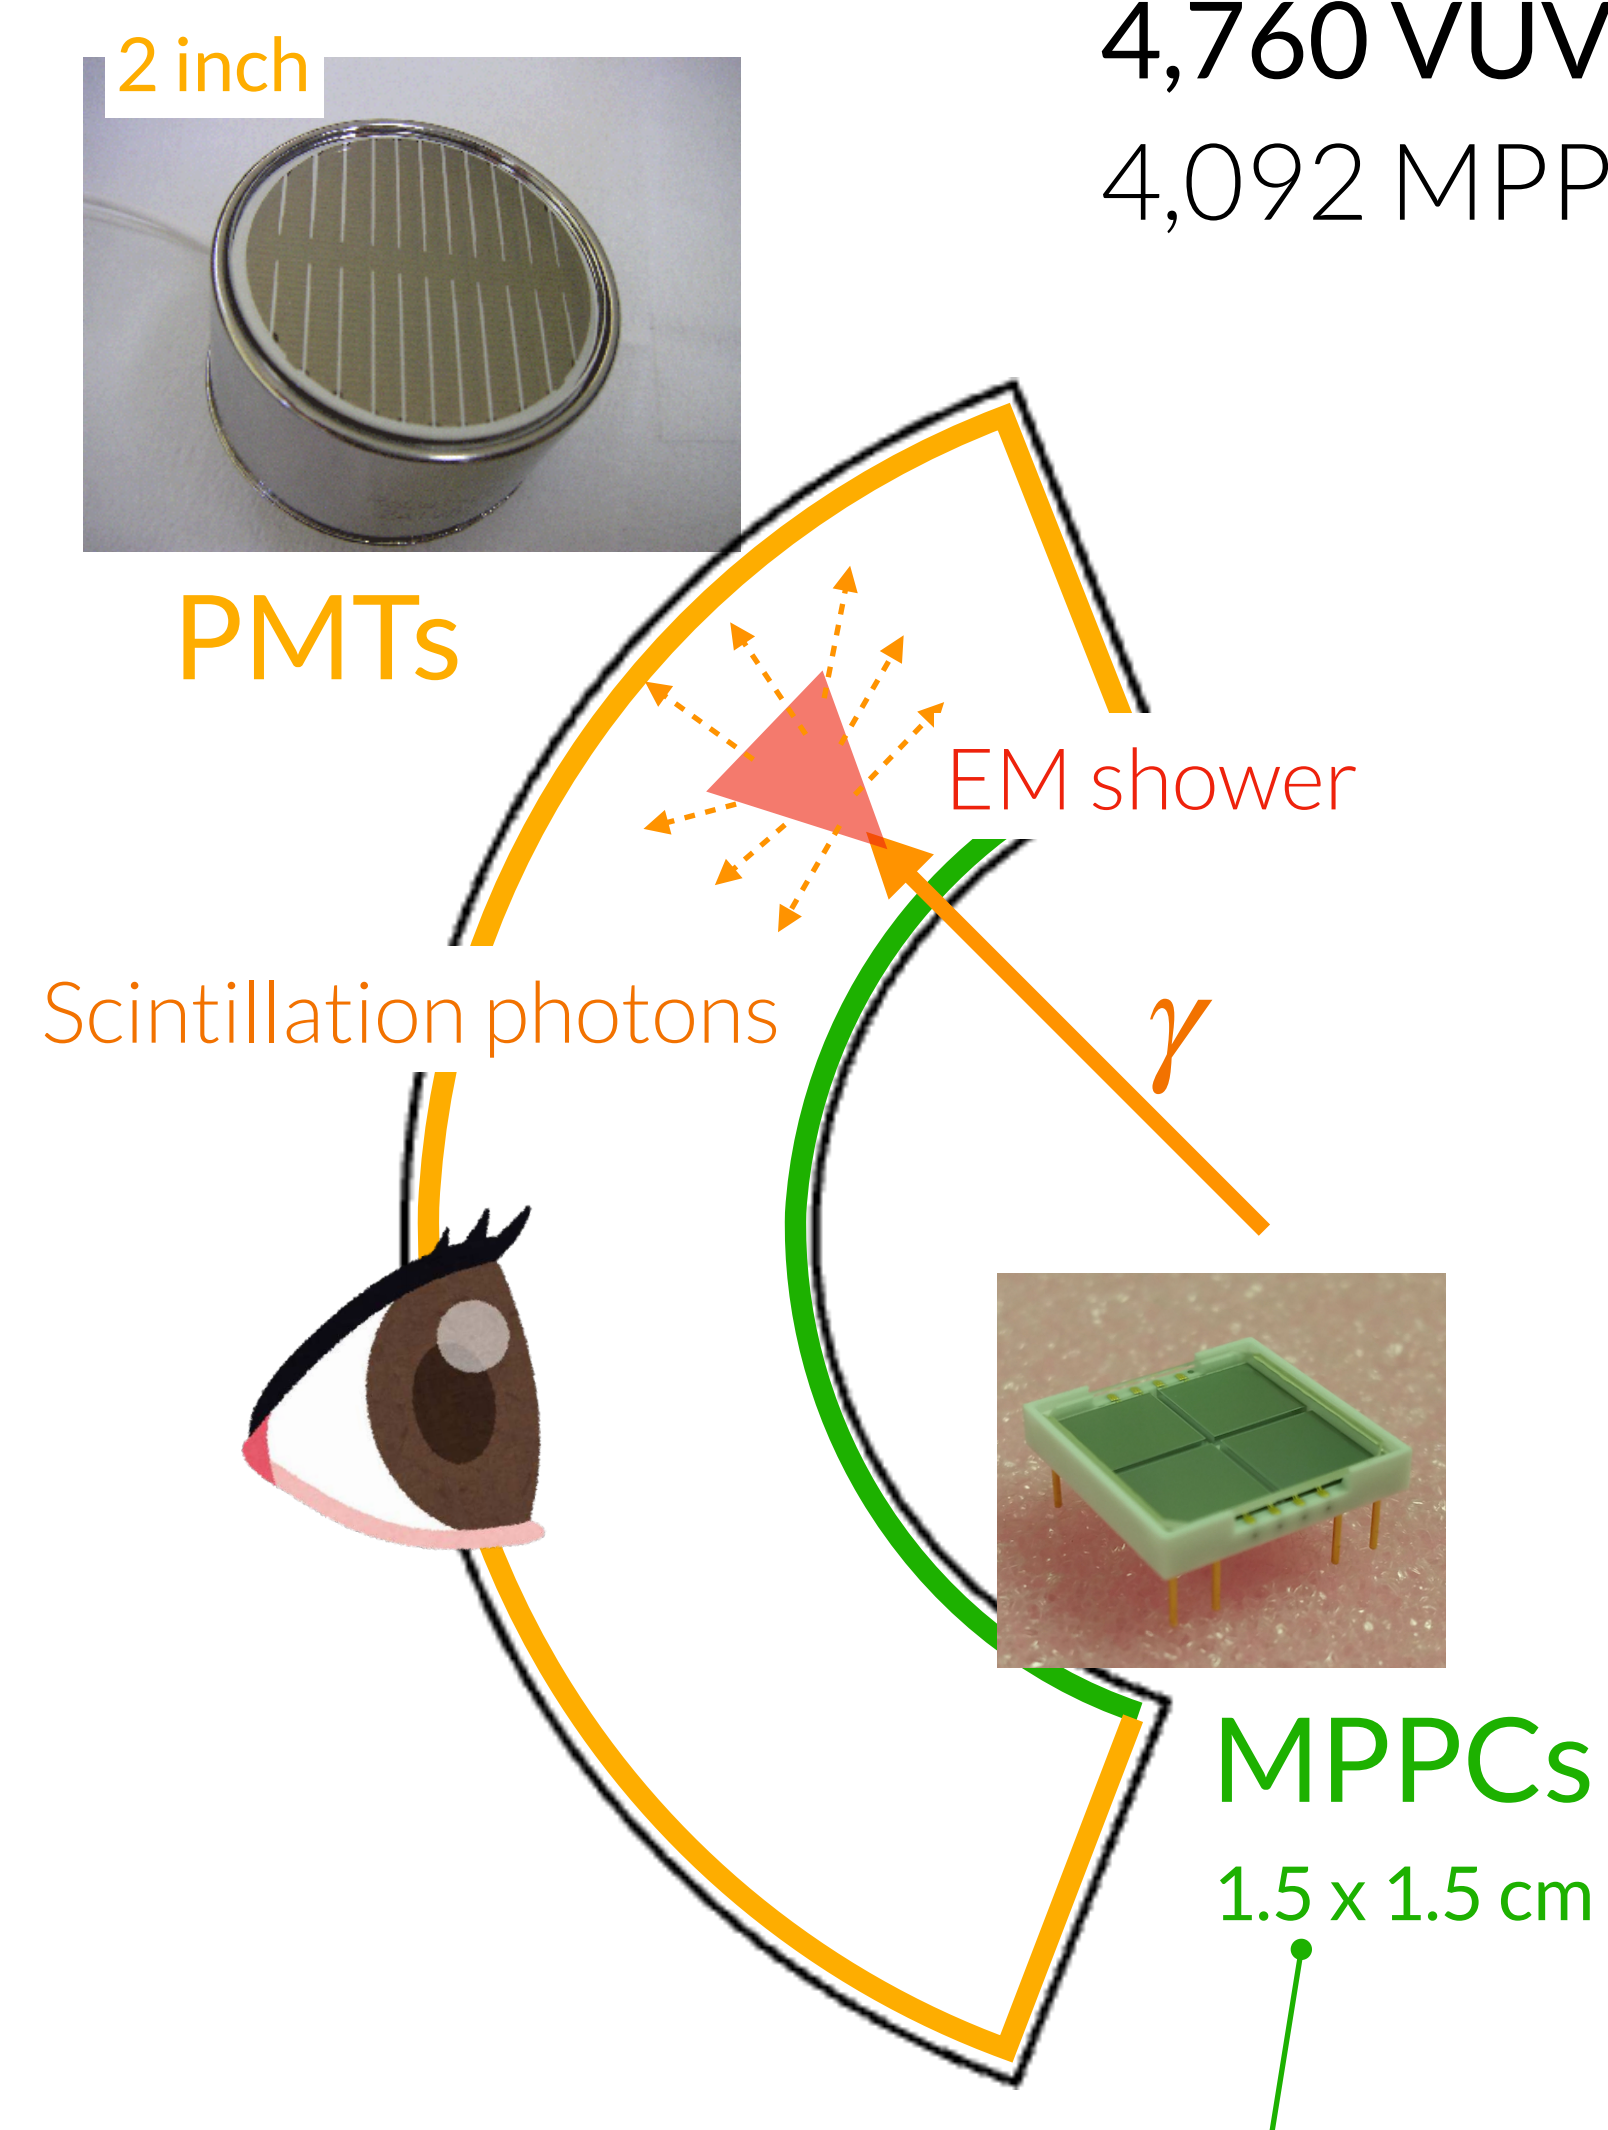 2 inch
4,760 VUV
4,092 MPP
PMTs
EM shower
Scintillation photons
γ
MPPCs
1.5 x 1.5 cm